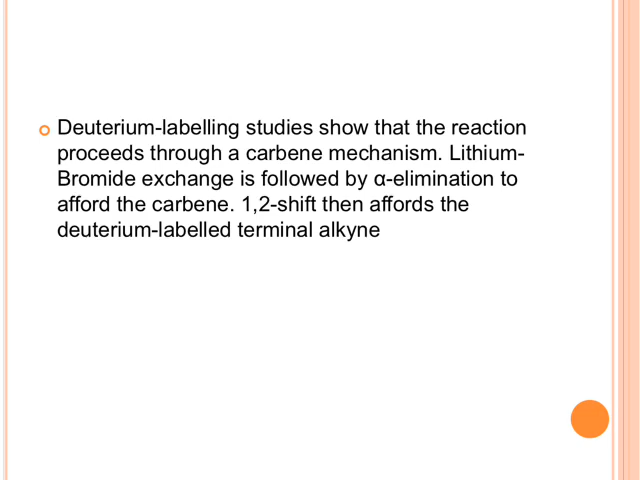 Deuterium-labelling studies show that the reaction
proceeds through a carbene mechanism. Lithium-
Bromide exchange is followed by α-elimination to
afford the carbene. 1,2-shift then affords the
deuterium-labelled terminal alkyne